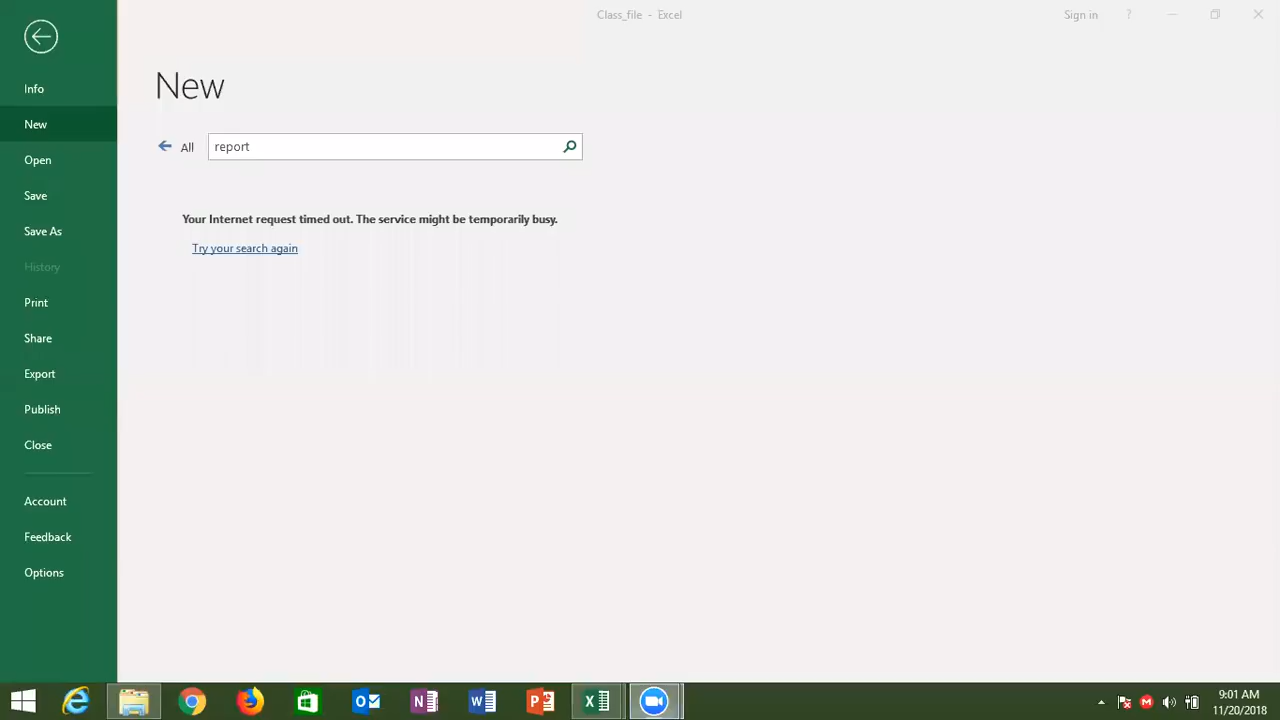 Class_file - Excel
Sign in
?
Info
New
Open
Save
Save As
History
Print
Share
Export
Publish
Close
Account
Feedback
Options
New
All
report
Your Internet request timed out. The service might be temporarily busy.
Try your search again
9:01 AM
11/20/2018